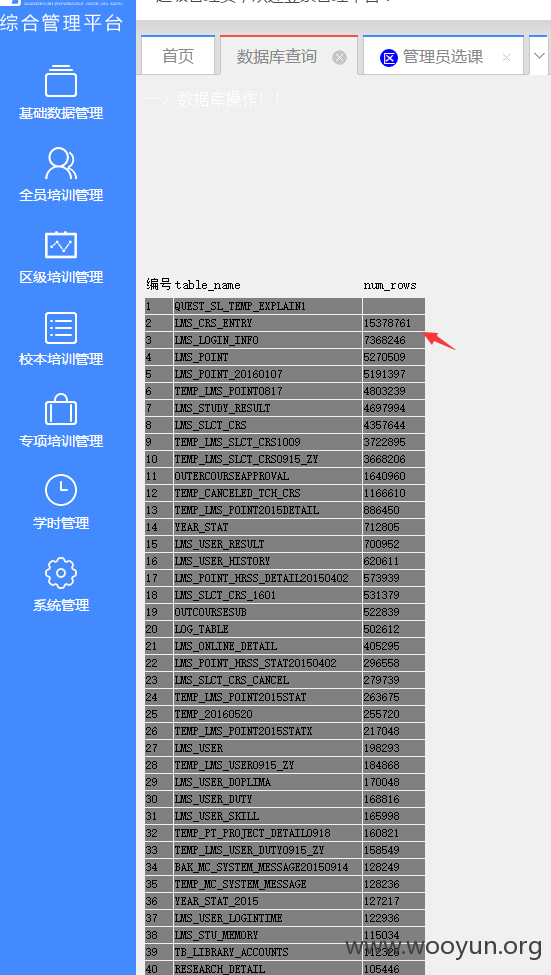 综合管理平台
基础数据管理
全员培训管理
区级培训管理
校本培训管理
专项培训管理
学时管理
系统管理
首页
数据库查询
区 管理员选课
--> 数据库操作！！
编号 table_name num_rows
1 QUEST_SL_TEMP_EXPLAIN1
2 LMS_CRS_ENTRY 15378761
3 LMS_LOGIN_INFO 7368246
4 LMS_POINT 5270509
5 LMS_POINT_20160107 5191397
6 TEMP_LMS_POINT0817 4803239
7 LMS_STUDY_RESULT 4697994
8 LMS_SLCT_CRS 4357644
9 TEMP_LMS_SLCT_CRS1009 3722895
10 TEMP_LMS_SLCT_CRS0915_ZY 3668206
11 OUTERCOURSEAPPROVAL 1640960
12 TEMP_CANCELED_TCH_CRS 1166610
13 TEMP_LMS_POINT2015DETAIL 886450
14 YEAR_STAT 712805
15 LMS_USER_RESULT 700952
16 LMS_USER_HISTORY 620611
17 LMS_POINT_HRSS_DETAIL20150402 573939
18 LMS_SLCT_CRS_1601 531379
19 OUTCOURSESUB 522839
20 LOG_TABLE 502612
21 LMS_ONLINE_DETAIL 405295
22 LMS_POINT_HRSS_STAT20150402 296558
23 LMS_SLCT_CRS_CANCEL 279739
24 TEMP_LMS_POINT2015STAT 263675
25 TEMP_20160520 255720
26 TEMP_LMS_POINT2015STATX 217048
27 LMS_USER 198293
28 TEMP_LMS_USER0915_ZY 184868
29 LMS_USER_DOPLIMA 170048
30 LMS_USER_DUTY 168816
31 LMS_USER_SKILL 165998
32 TEMP_PT_PROJECT_DETAIL0918 160821
33 TEMP_LMS_USER_DUTY0915_ZY 158549
34 BAK_MC_SYSTEM_MESSAGE20150914 128249
35 TEMP_MC_SYSTEM_MESSAGE 128236
36 YEAR_STAT_2015 127217
37 LMS_USER_LOGINTIME 122936
38 LMS_STU_MEMORY 115034
39 TB_LIBRARY_ACCOUNTS 112326
40 RESEARCH_DETAIL 105446
www.wooyun.org